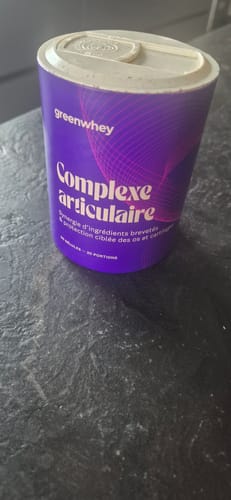 greenwhey
Complexe
articulaire
Synergie d'ingrédients brevetés
& protection ciblée des os et cartilages